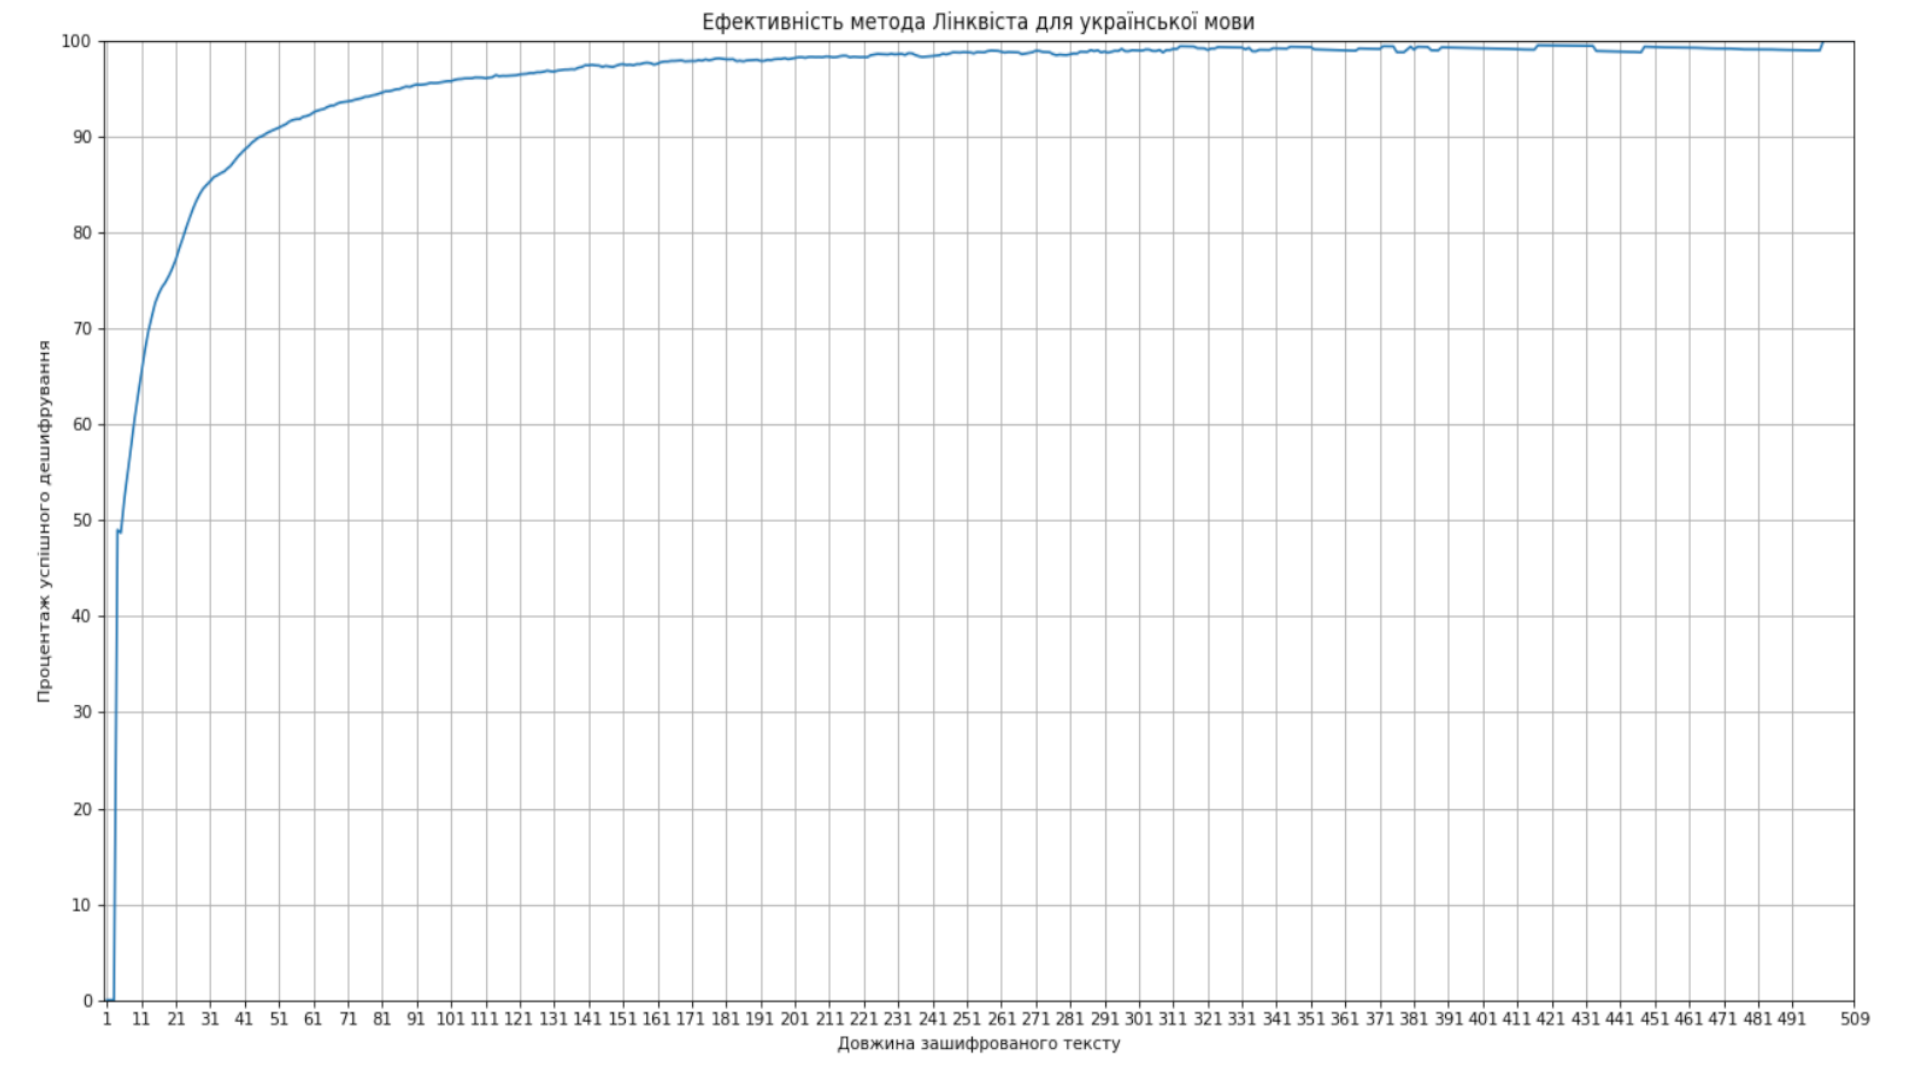 Ефективність метода Лінквіста для української мови
Процентаж успішного дешифрування
100
90
80
70
60
50
40
30
20
10
0
1 11 21 31 41 51 61 71 81 91 101 111 121 131 141 151 161 171 181 191 201 211 221 231 241 251 261 271 281 291 301 311 321 331 341 351 361 371 381 391 401 411 421 431 441 451 461 471 481 491 509
Довжина зашифрованого тексту